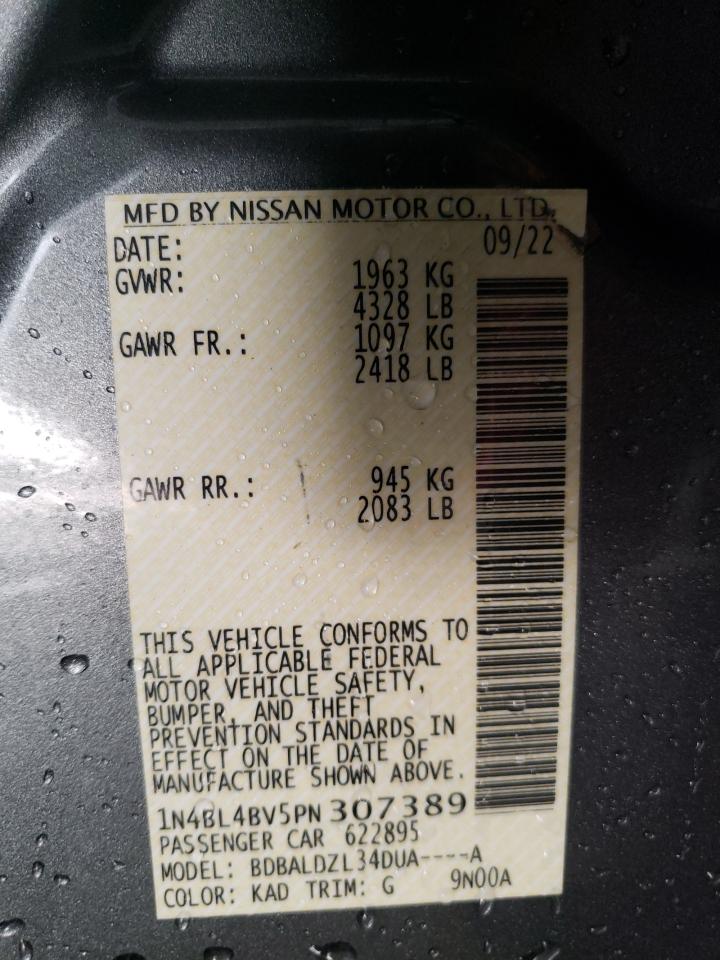 MFD BY NISSAN MOTOR CO., LTD.
DATE: 09/22
GVWR: 1963 KG
4328 LB
GAWR FR.: 1097 KG
2418 LB
GAWR RR.: 945 KG
2083 LB
THIS VEHICLE CONFORMS TO
ALL APPLICABLE FEDERAL
MOTOR VEHICLE SAFETY,
BUMPER, AND THEFT
PREVENTION STANDARDS IN
EFFECT ON THE DATE OF
MANUFACTURE SHOWN ABOVE.
1N4BL4BV5PN 307389
PASSENGER CAR 622895
MODEL: BDBALDZL34DUA----A
COLOR: KAD TRIM: G 9N00A